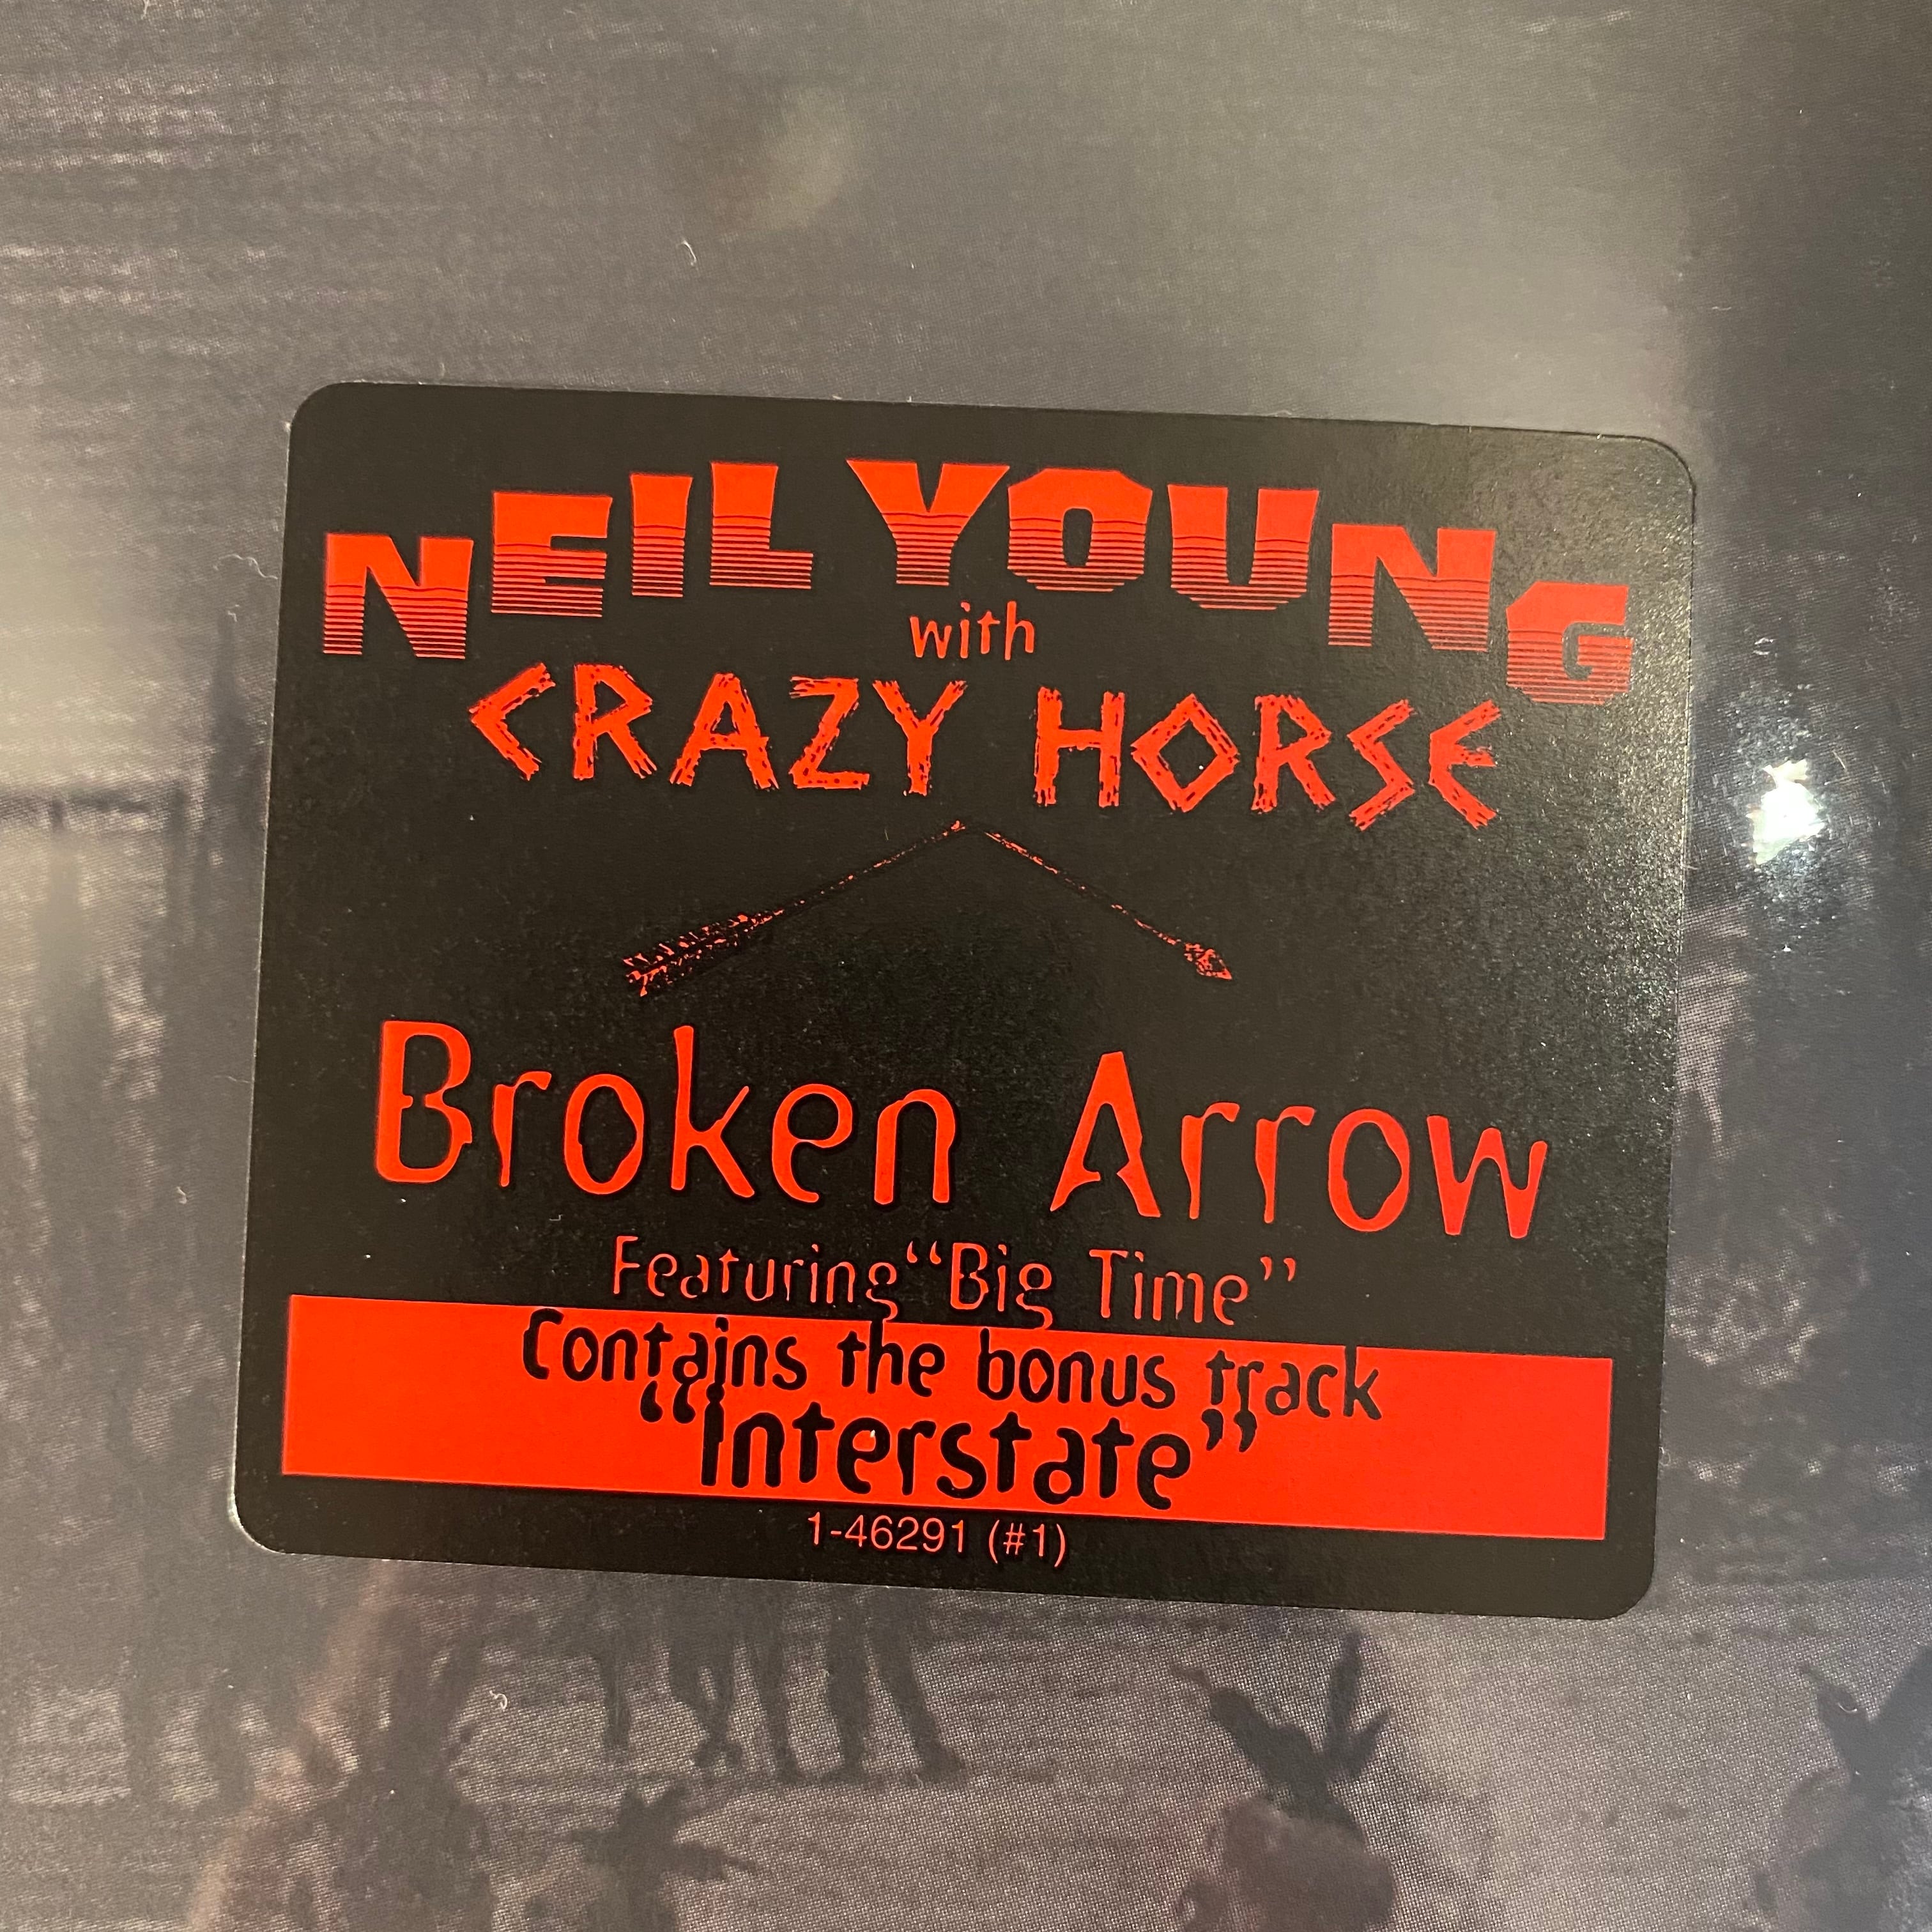 NEIL YOUNG
with
CRAZY HORSE
Broken Arrow
Featuring “Big Time”
Contains the bonus track
“Interstate”
1-46291 (#1)